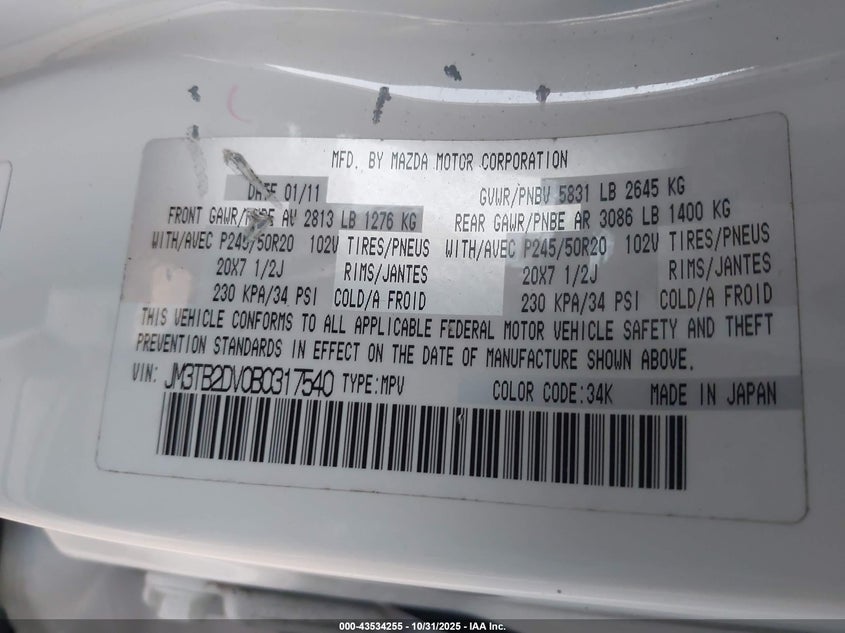 MFD. BY MAZDA MOTOR CORPORATION
DATE 01/11 GVWR/PNBV 5831 LB 2645 KG
FRONT GAWR/PNBE AV 2813 LB 1276 KG REAR GAWR/PNBE AR 3086 LB 1400 KG
WITH/AVEC P245/50R20 102V TIRES/PNEUS WITH/AVEC P245/50R20 102V TIRES/PNEUS
20X7 1/2J RIMS/JANTES 20X7 1/2J RIMS/JANTES
230 KPA/34 PSI COLD/A FROID 230 KPA/34 PSI COLD/A FROID
THIS VEHICLE CONFORMS TO ALL APPLICABLE FEDERAL MOTOR VEHICLE SAFETY AND THEFT
PREVENTION STANDARDS IN EFFECT ON THE DATE OF MANUFACTURE SHOWN ABOVE.
VIN: JM3TB2DV0B0317540 TYPE:MPV COLOR CODE:34K MADE IN JAPAN
000-43534255 - 10/31/2025 - IAA Inc.